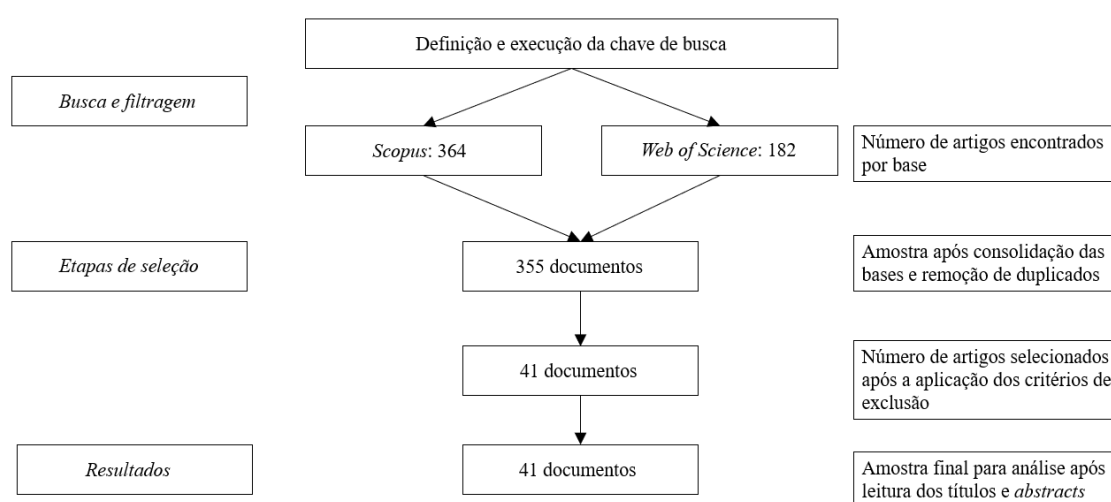 Definição e execução da chave de busca
Busca e filtragem
Scopus: 364
Web of Science: 182
Número de artigos encontrados
por base
Etapas de seleção
355 documentos
Amostra após consolidação das
bases e remoção de duplicados
41 documentos
Número de artigos selecionados
após a aplicação dos critérios de
exclusão
Resultados
41 documentos
Amostra final para análise após
leitura dos títulos e abstracts